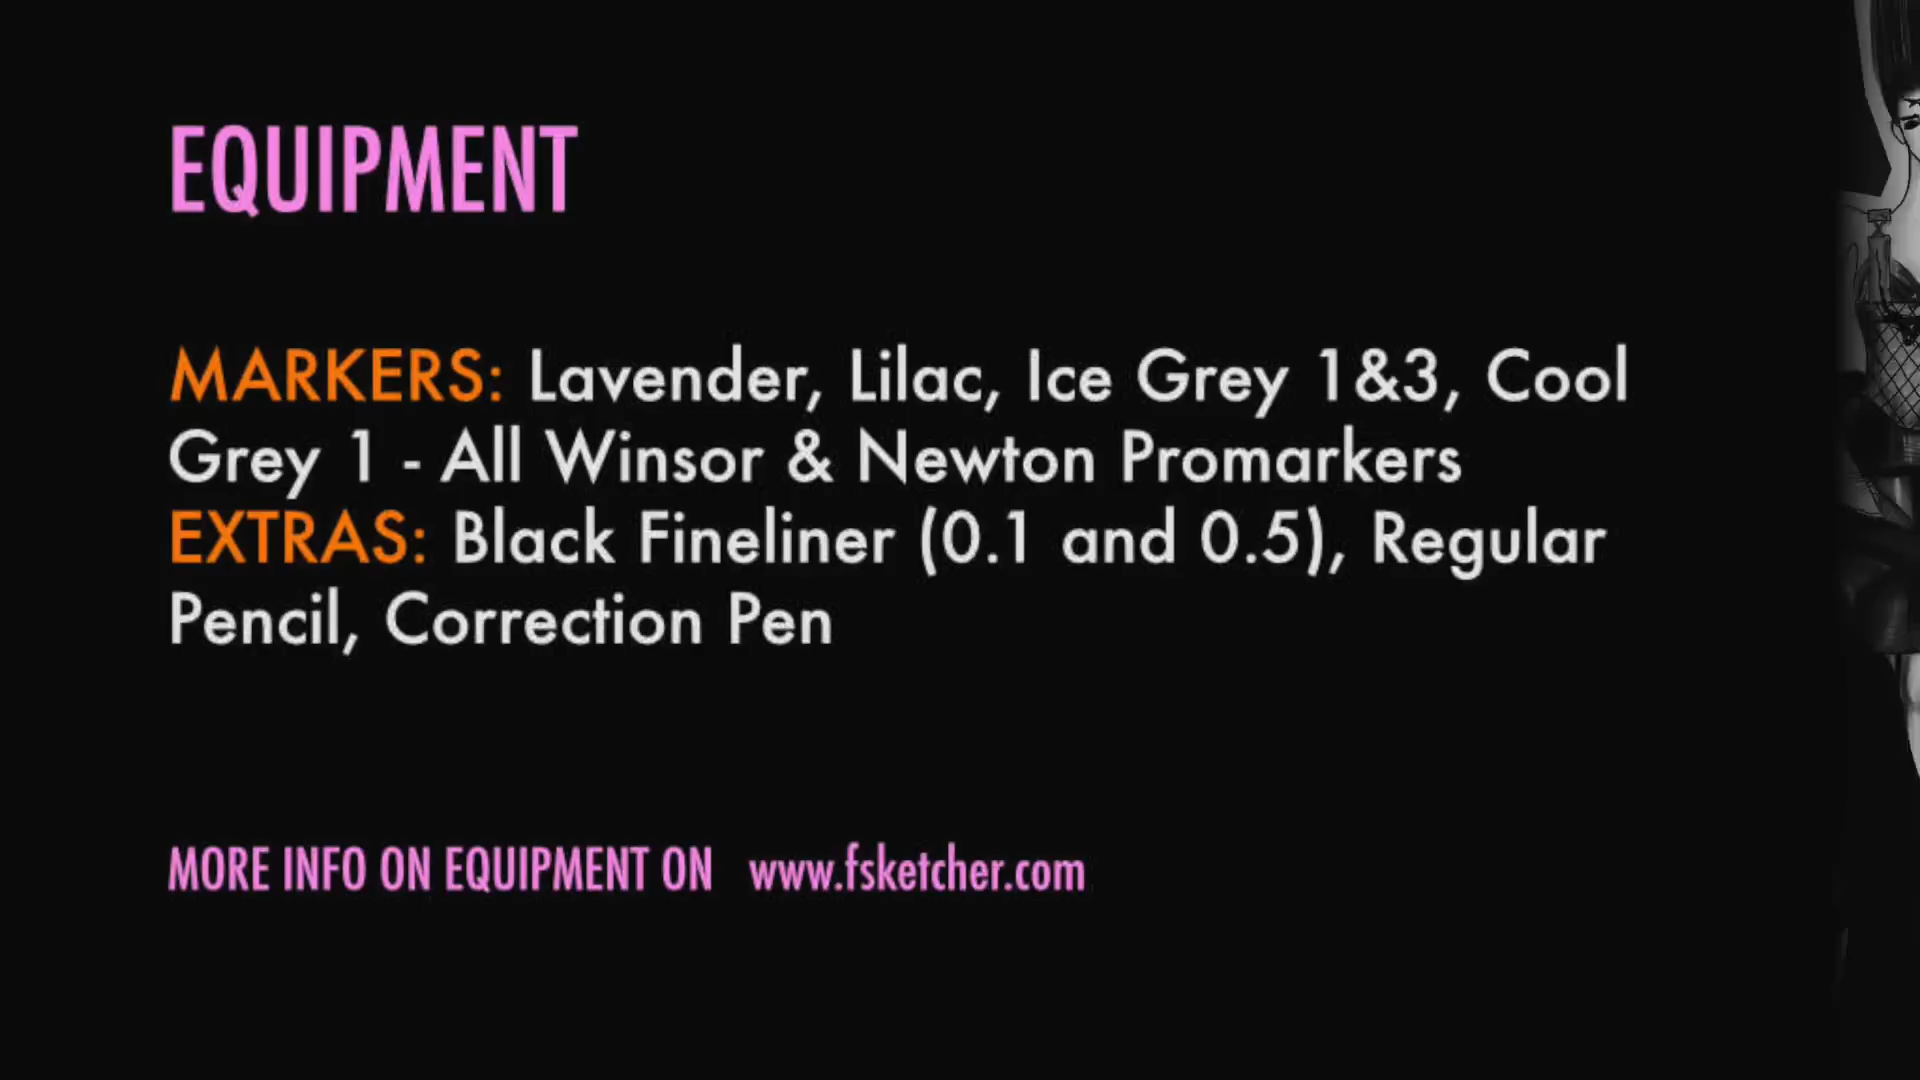 EQUIPMENT
MARKERS: Lavender, Lilac, Ice Grey 1&3, Cool
Grey 1 - All Winsor & Newton Promarkers
EXTRAS: Black Fineliner (0.1 and 0.5), Regular
Pencil, Correction Pen
MORE INFO ON EQUIPMENT ON www.fsketcher.com